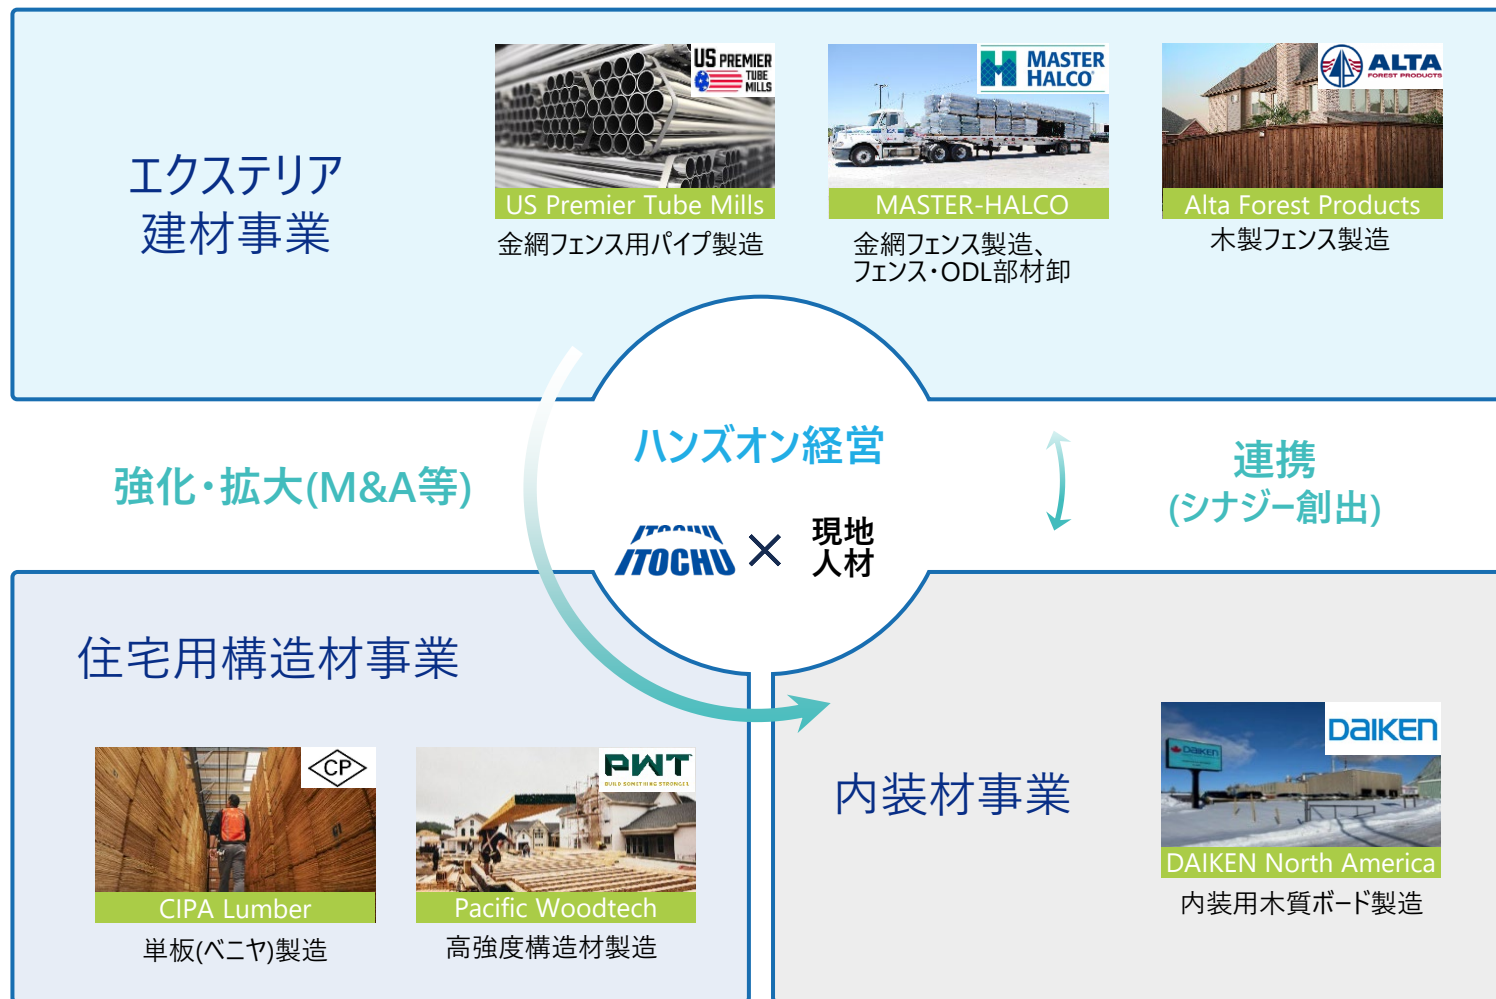 エクステリア
建材事業
US PREMIER
TUBE
MILLS
US Premier Tube Mills
金網フェンス用パイプ製造
MASTER
HALCO
MASTER-HALCO
金網フェンス製造、
フェンス・ODL部材卸
ALTA
FOREST PRODUCTS
Alta Forest Products
木製フェンス製造
強化・拡大(M&A等)
ハンズオン経営
ITOCHU
×
現地
人材
連携
(シナジー創出)
住宅用構造材事業
CP
CIPA Lumber
単板(ベニヤ)製造
PWT
BUILD SOMETHING STRONGER.
Pacific Woodtech
高強度構造材製造
内装材事業
DAIKEN
DAIKEN
DAIKEN North America
内装用木質ボード製造